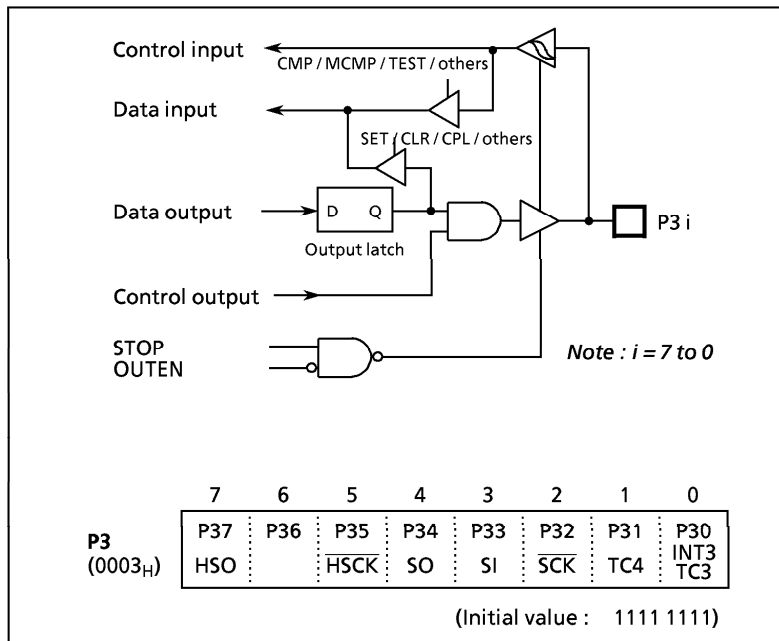 Control input
CMP / MCMP / TEST / others
Data input
SET / CLR / CPL / others
Data output
D Q
P3 i
Output latch
Control output
STOP
OUTEN
Note : i = 7 to 0
7 6 5 4 3 2 1 0
P3
(0003H)
P37 P36 P35 P34 P33 P32 P31 P30
HSO HSCK SO SI SCK TC4 INT3
TC3
(Initial value : 1111 1111)